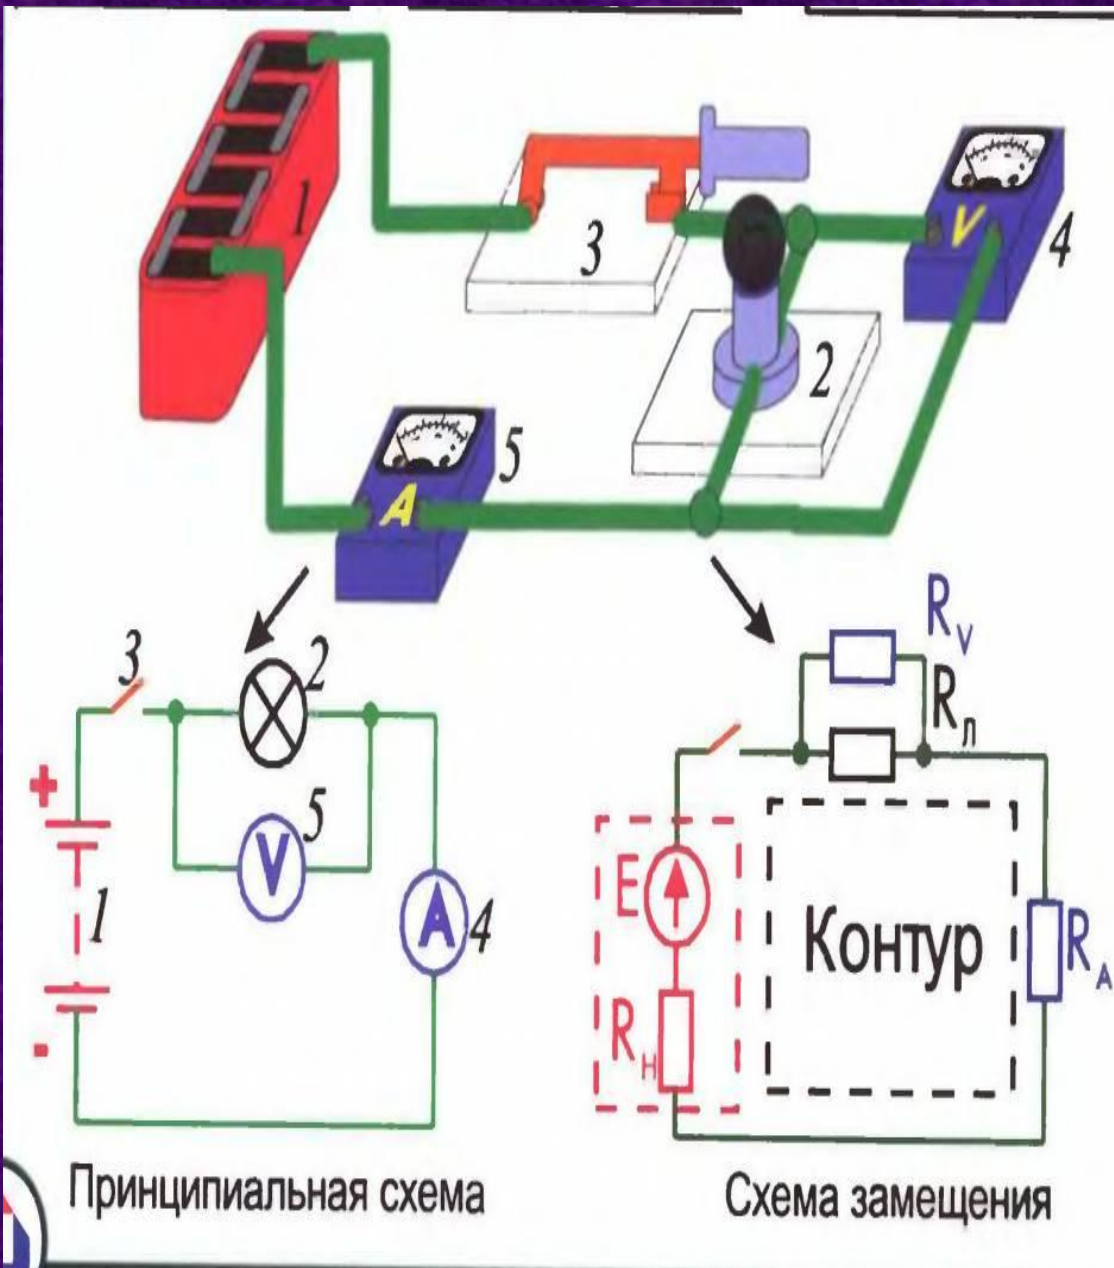 1
3
V
4
2
5
A
3
2
+
5
V
1
A
4
-
Принципиальная схема
R V
R Л
E
R Н
Контур
R А
Схема замещения